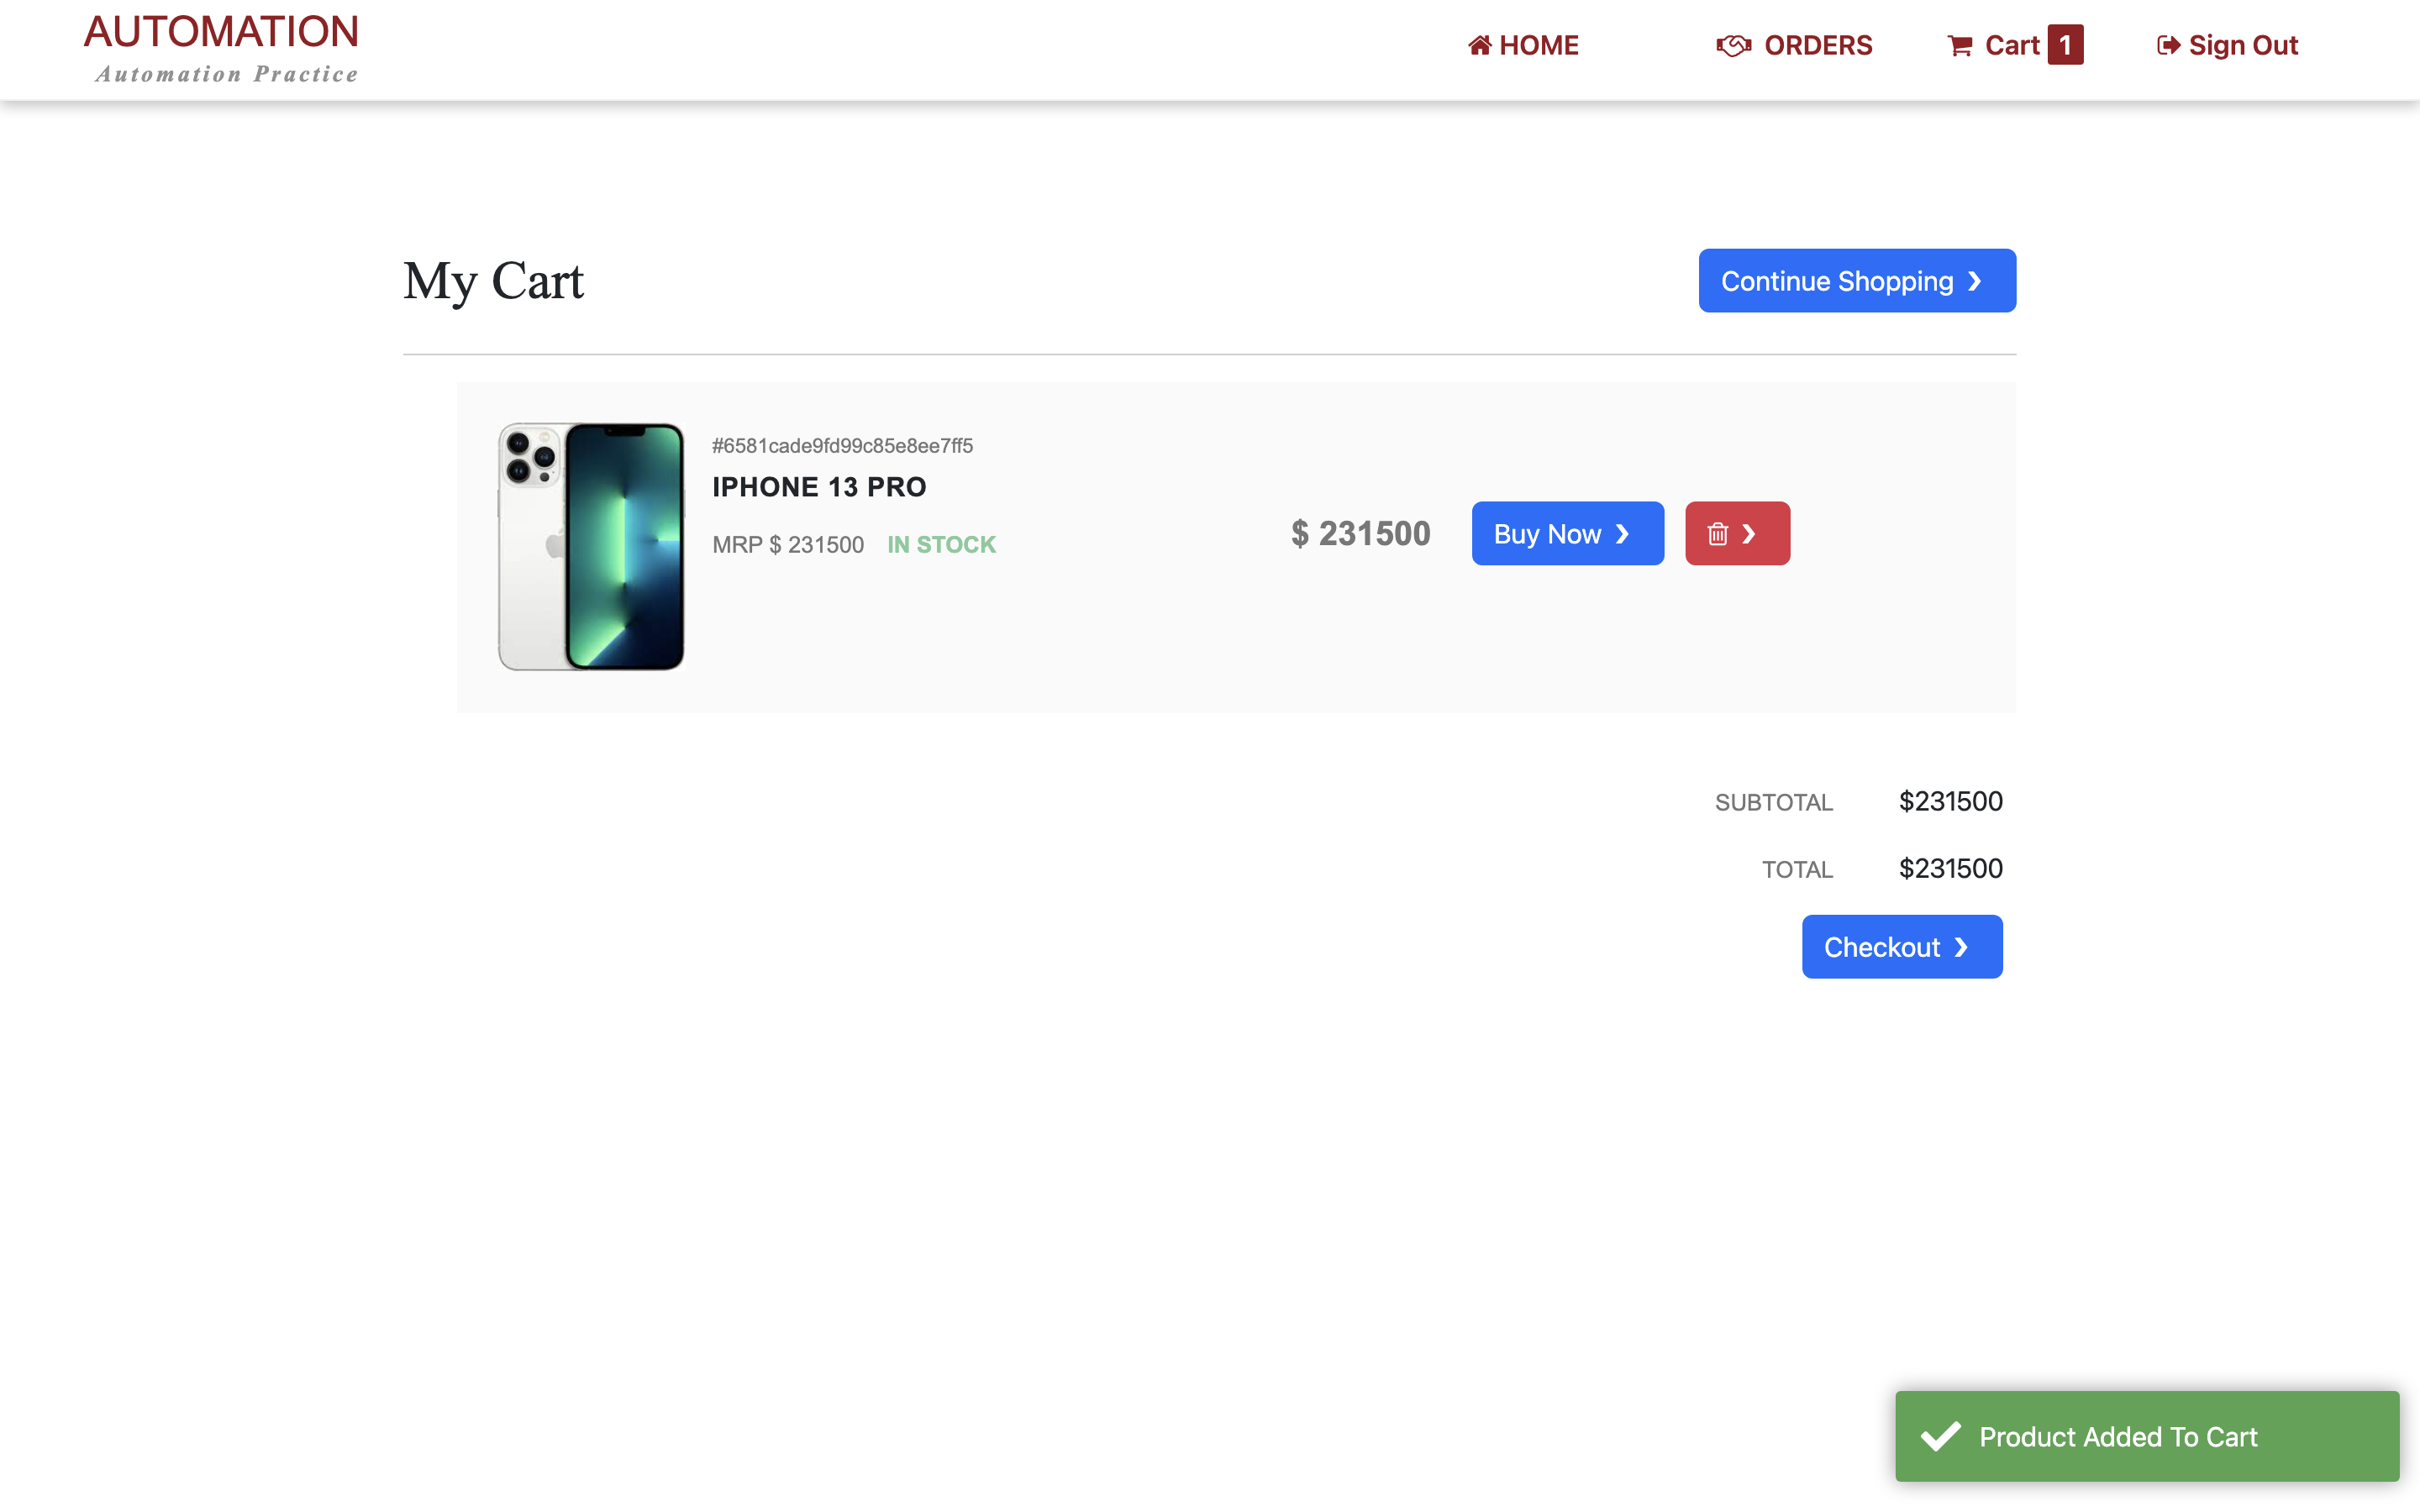 AUTOMATION
Automation Practice
HOME
ORDERS
Cart 1
Sign Out
My Cart
Continue Shopping ❯
#6581cade9fd99c85e8ee7ff5
IPHONE 13 PRO
MRP $ 231500 IN STOCK
$ 231500
Buy Now ❯
❯
SUBTOTAL $231500
TOTAL $231500
Checkout ❯
Product Added To Cart